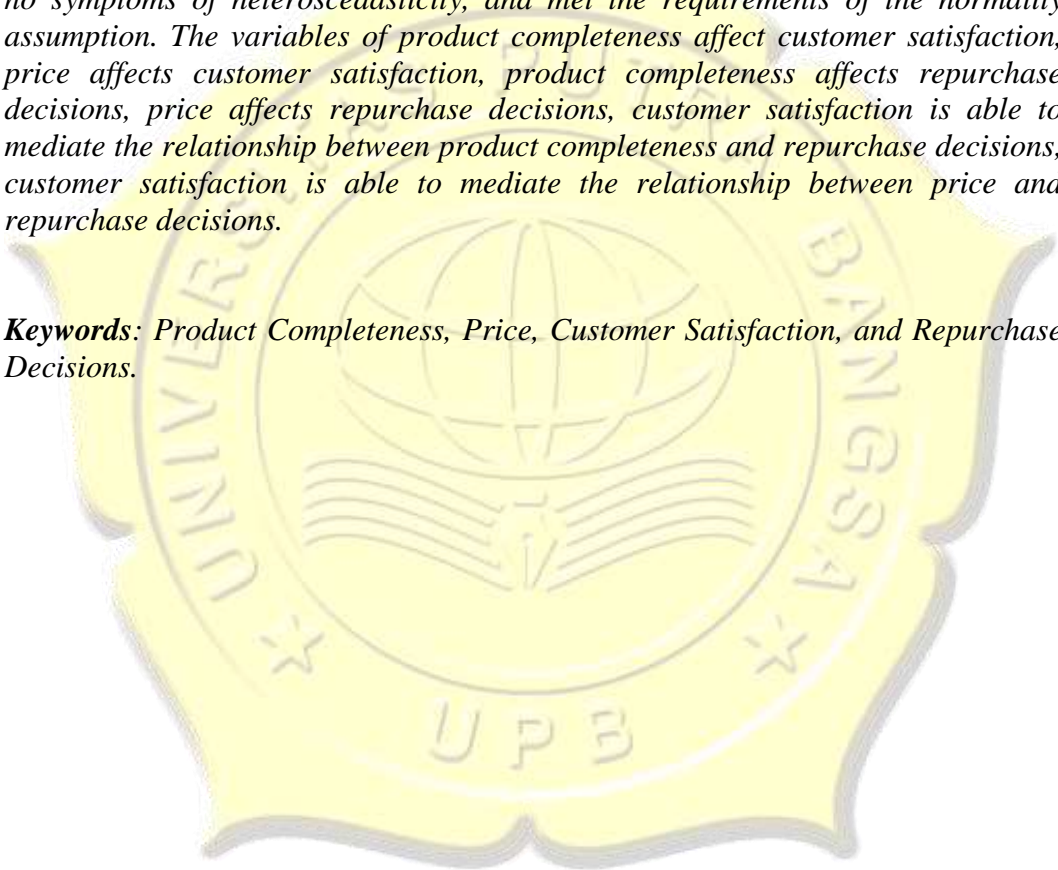 no symptoms of heteroscedasticity, and met the requirements of the normality
assumption. The variables of product completeness affect customer satisfaction,
price affects customer satisfaction, product completeness affects repurchase
decisions, price affects repurchase decisions, customer satisfaction is able to
mediate the relationship between product completeness and repurchase decisions,
customer satisfaction is able to mediate the relationship between price and
repurchase decisions.
Keywords: Product Completeness, Price, Customer Satisfaction, and Repurchase
Decisions.
UNIVERSITAS PUTRA BANGSA
UPB